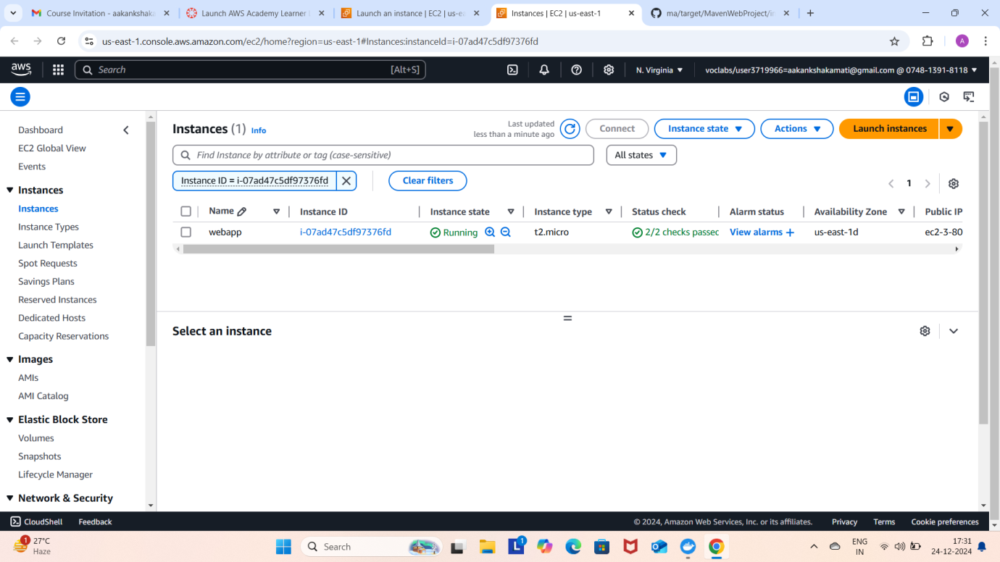 Course Invitation - aakanksha
Launch AWS Academy Learner
Launch an instance | EC2 | us-ea
Instances | EC2 | us-east-1
ma/target/MavenWebProject/in
us-east-1.console.aws.amazon.com/ec2/home?region=us-east-1#Instances:instanceId=i-07ad47c5df97376fd
A
aws
Search
[Alt+S]
N. Virginia
voclabs/user3719966=aakankshakamati@gmail.com @ 0748-1391-8118
Dashboard
EC2 Global View
Events
Instances
Instances
Instance Types
Launch Templates
Spot Requests
Savings Plans
Reserved Instances
Dedicated Hosts
Capacity Reservations
Images
AMIs
AMI Catalog
Elastic Block Store
Volumes
Snapshots
Lifecycle Manager
Network & Security
Instances (1) Info
Last updated
less than a minute ago
Connect
Instance state
Actions
Launch instances
Find Instance by attribute or tag (case-sensitive)
All states
Instance ID = i-07ad47c5df97376fd
Clear filters
1
Name Instance ID Instance state Instance type Status check Alarm status Availability Zone Public IP
webapp i-07ad47c5df97376fd Running t2.micro 2/2 checks passec View alarms + us-east-1d ec2-3-80
Select an instance
CloudShell Feedback © 2024, Amazon Web Services, Inc. or its affiliates. Privacy Terms Cookie preferences
1
27°C
Haze
Search
L
1
ENG
IN
17:31
24-12-2024